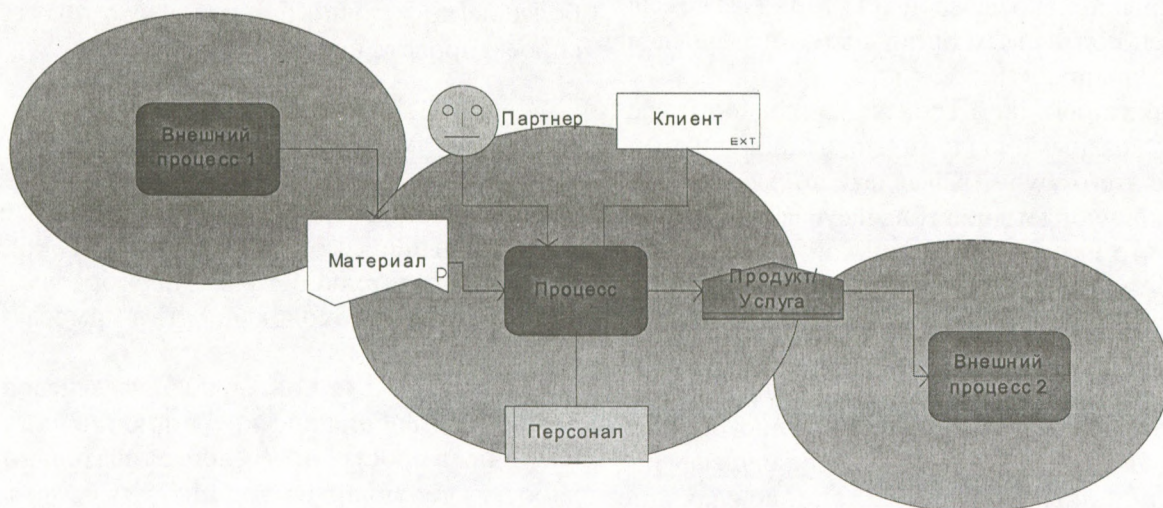 Внешний
процесс 1
Партнер
Клиент
EXT
Материал
P
Процесс
Продукт/
Услуга
Внешний
процесс 2
Персонал